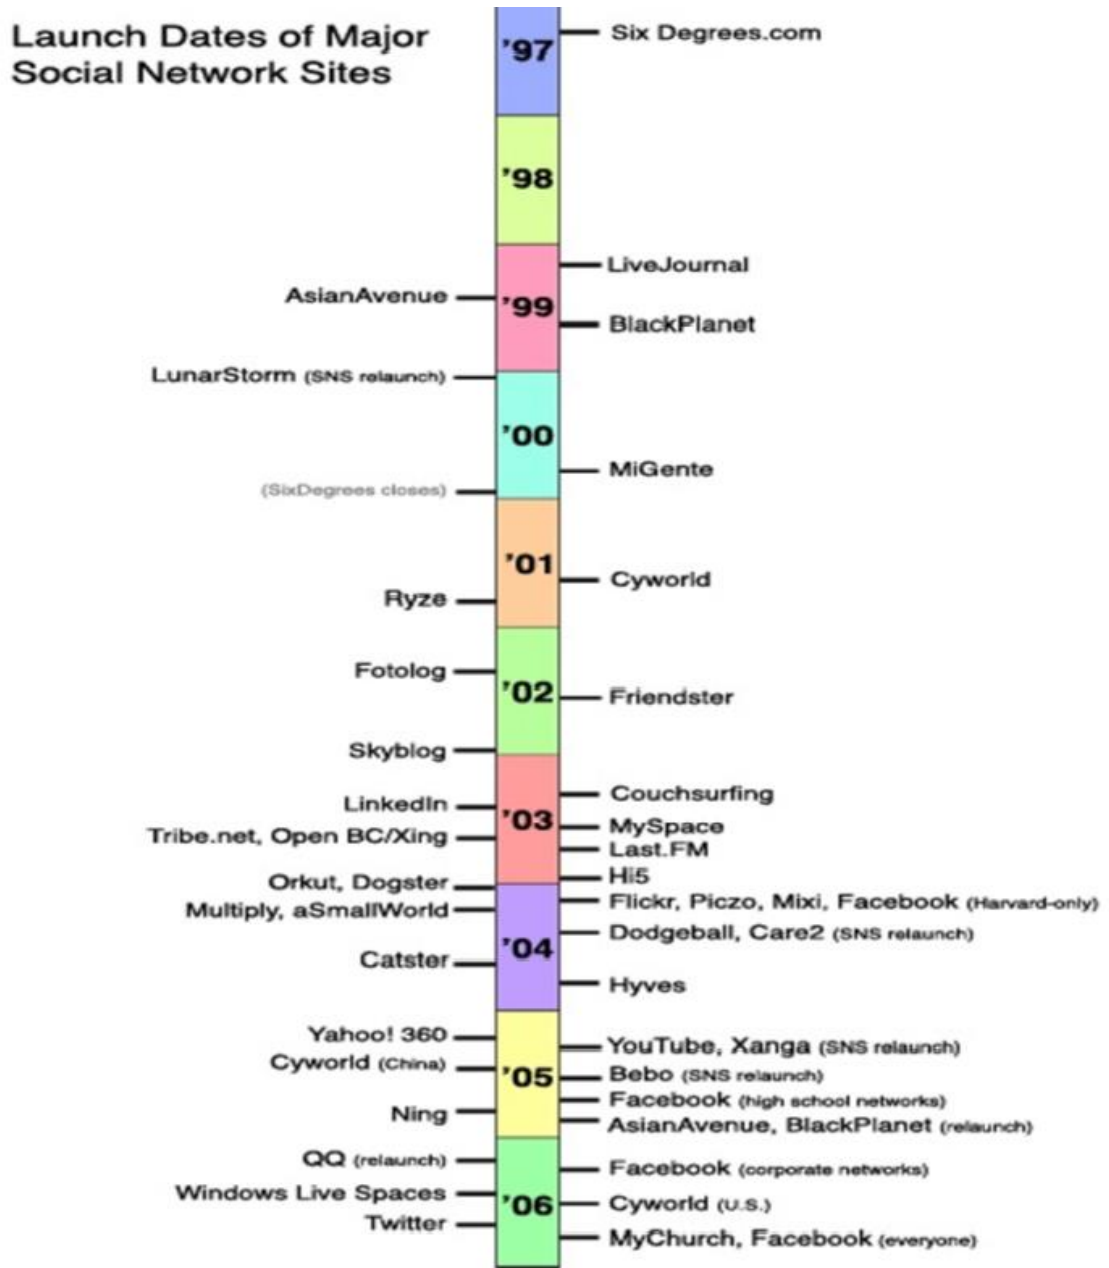 Launch Dates of Major
Social Network Sites
'97
Six Degrees.com
'98
LiveJournal
AsianAvenue
'99
BlackPlanet
LunarStorm (SNS relaunch)
'00
MiGente
(SixDegrees closes)
'01
Cyworld
Ryze
Fotolog
'02
Friendster
Skyblog
Couchsurfing
LinkedIn
'03
MySpace
Tribe.net, Open BC/Xing
Last.FM
Hi5
Orkut, Dogster
Flickr, Piczo, Mixi, Facebook (Harvard-only)
Multiply, aSmallWorld
Dodgeball, Care2 (SNS relaunch)
'04
Catster
Hyves
Yahoo! 360
YouTube, Xanga (SNS relaunch)
Cyworld (China)
'05
Bebo (SNS relaunch)
Facebook (high school networks)
Ning
AsianAvenue, BlackPlanet (relaunch)
QQ (relaunch)
Facebook (corporate networks)
Windows Live Spaces
'06
Cyworld (U.S.)
Twitter
MyChurch, Facebook (everyone)